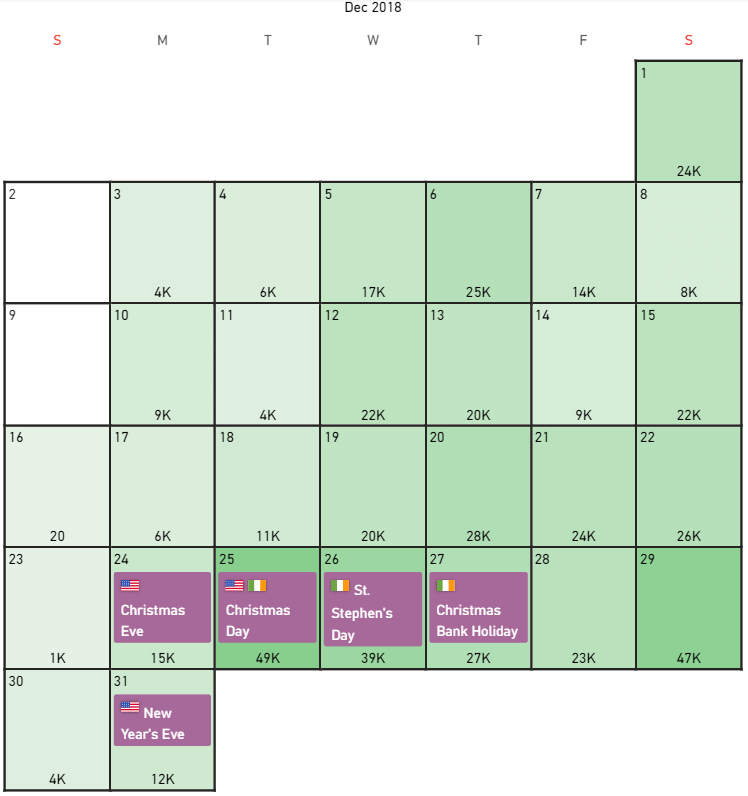 Dec 2018
S M T W T F S
1
24K
2 3 4 5 6 7 8
4K 6K 17K 25K 14K 8K
9 10 11 12 13 14 15
9K 4K 22K 20K 9K 22K
16 17 18 19 20 21 22
20 6K 11K 20K 28K 24K 26K
23 24 25 26 27 28 29
St.
Christmas Christmas Stephen's Christmas
Eve Day Day Bank Holiday
1K 15K 49K 39K 27K 23K 47K
30 31
New
Year's Eve
4K 12K